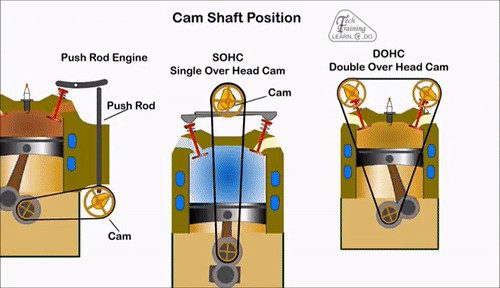 Cam Shaft Position
Tech
Training
LEARN & DO
Push Rod Engine
SOHC
Single Over Head Cam
DOHC
Double Over Head Cam
Push Rod
Cam
Cam